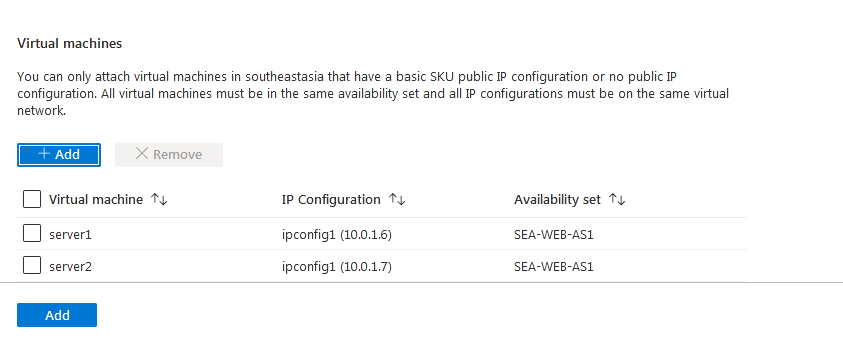 Virtual machines
You can only attach virtual machines in southeastasia that have a basic SKU public IP configuration or no public IP
configuration. All virtual machines must be in the same availability set and all IP configurations must be on the same virtual
network.
+ Add × Remove
Virtual machine ↑↓ IP Configuration ↑↓ Availability set ↑↓
server1 ipconfig1 (10.0.1.6) SEA-WEB-AS1
server2 ipconfig1 (10.0.1.7) SEA-WEB-AS1
Add